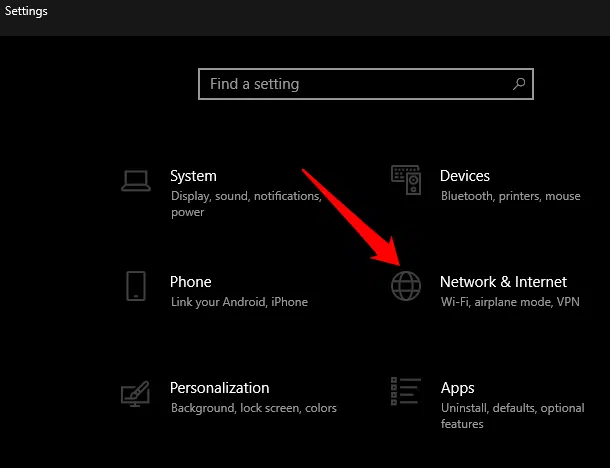 Settings
Find a setting
System
Display, sound, notifications,
power
Devices
Bluetooth, printers, mouse
Phone
Link your Android, iPhone
Network & Internet
Wi-Fi, airplane mode, VPN
Personalization
Background, lock screen, colors
Apps
Uninstall, defaults, optional
features